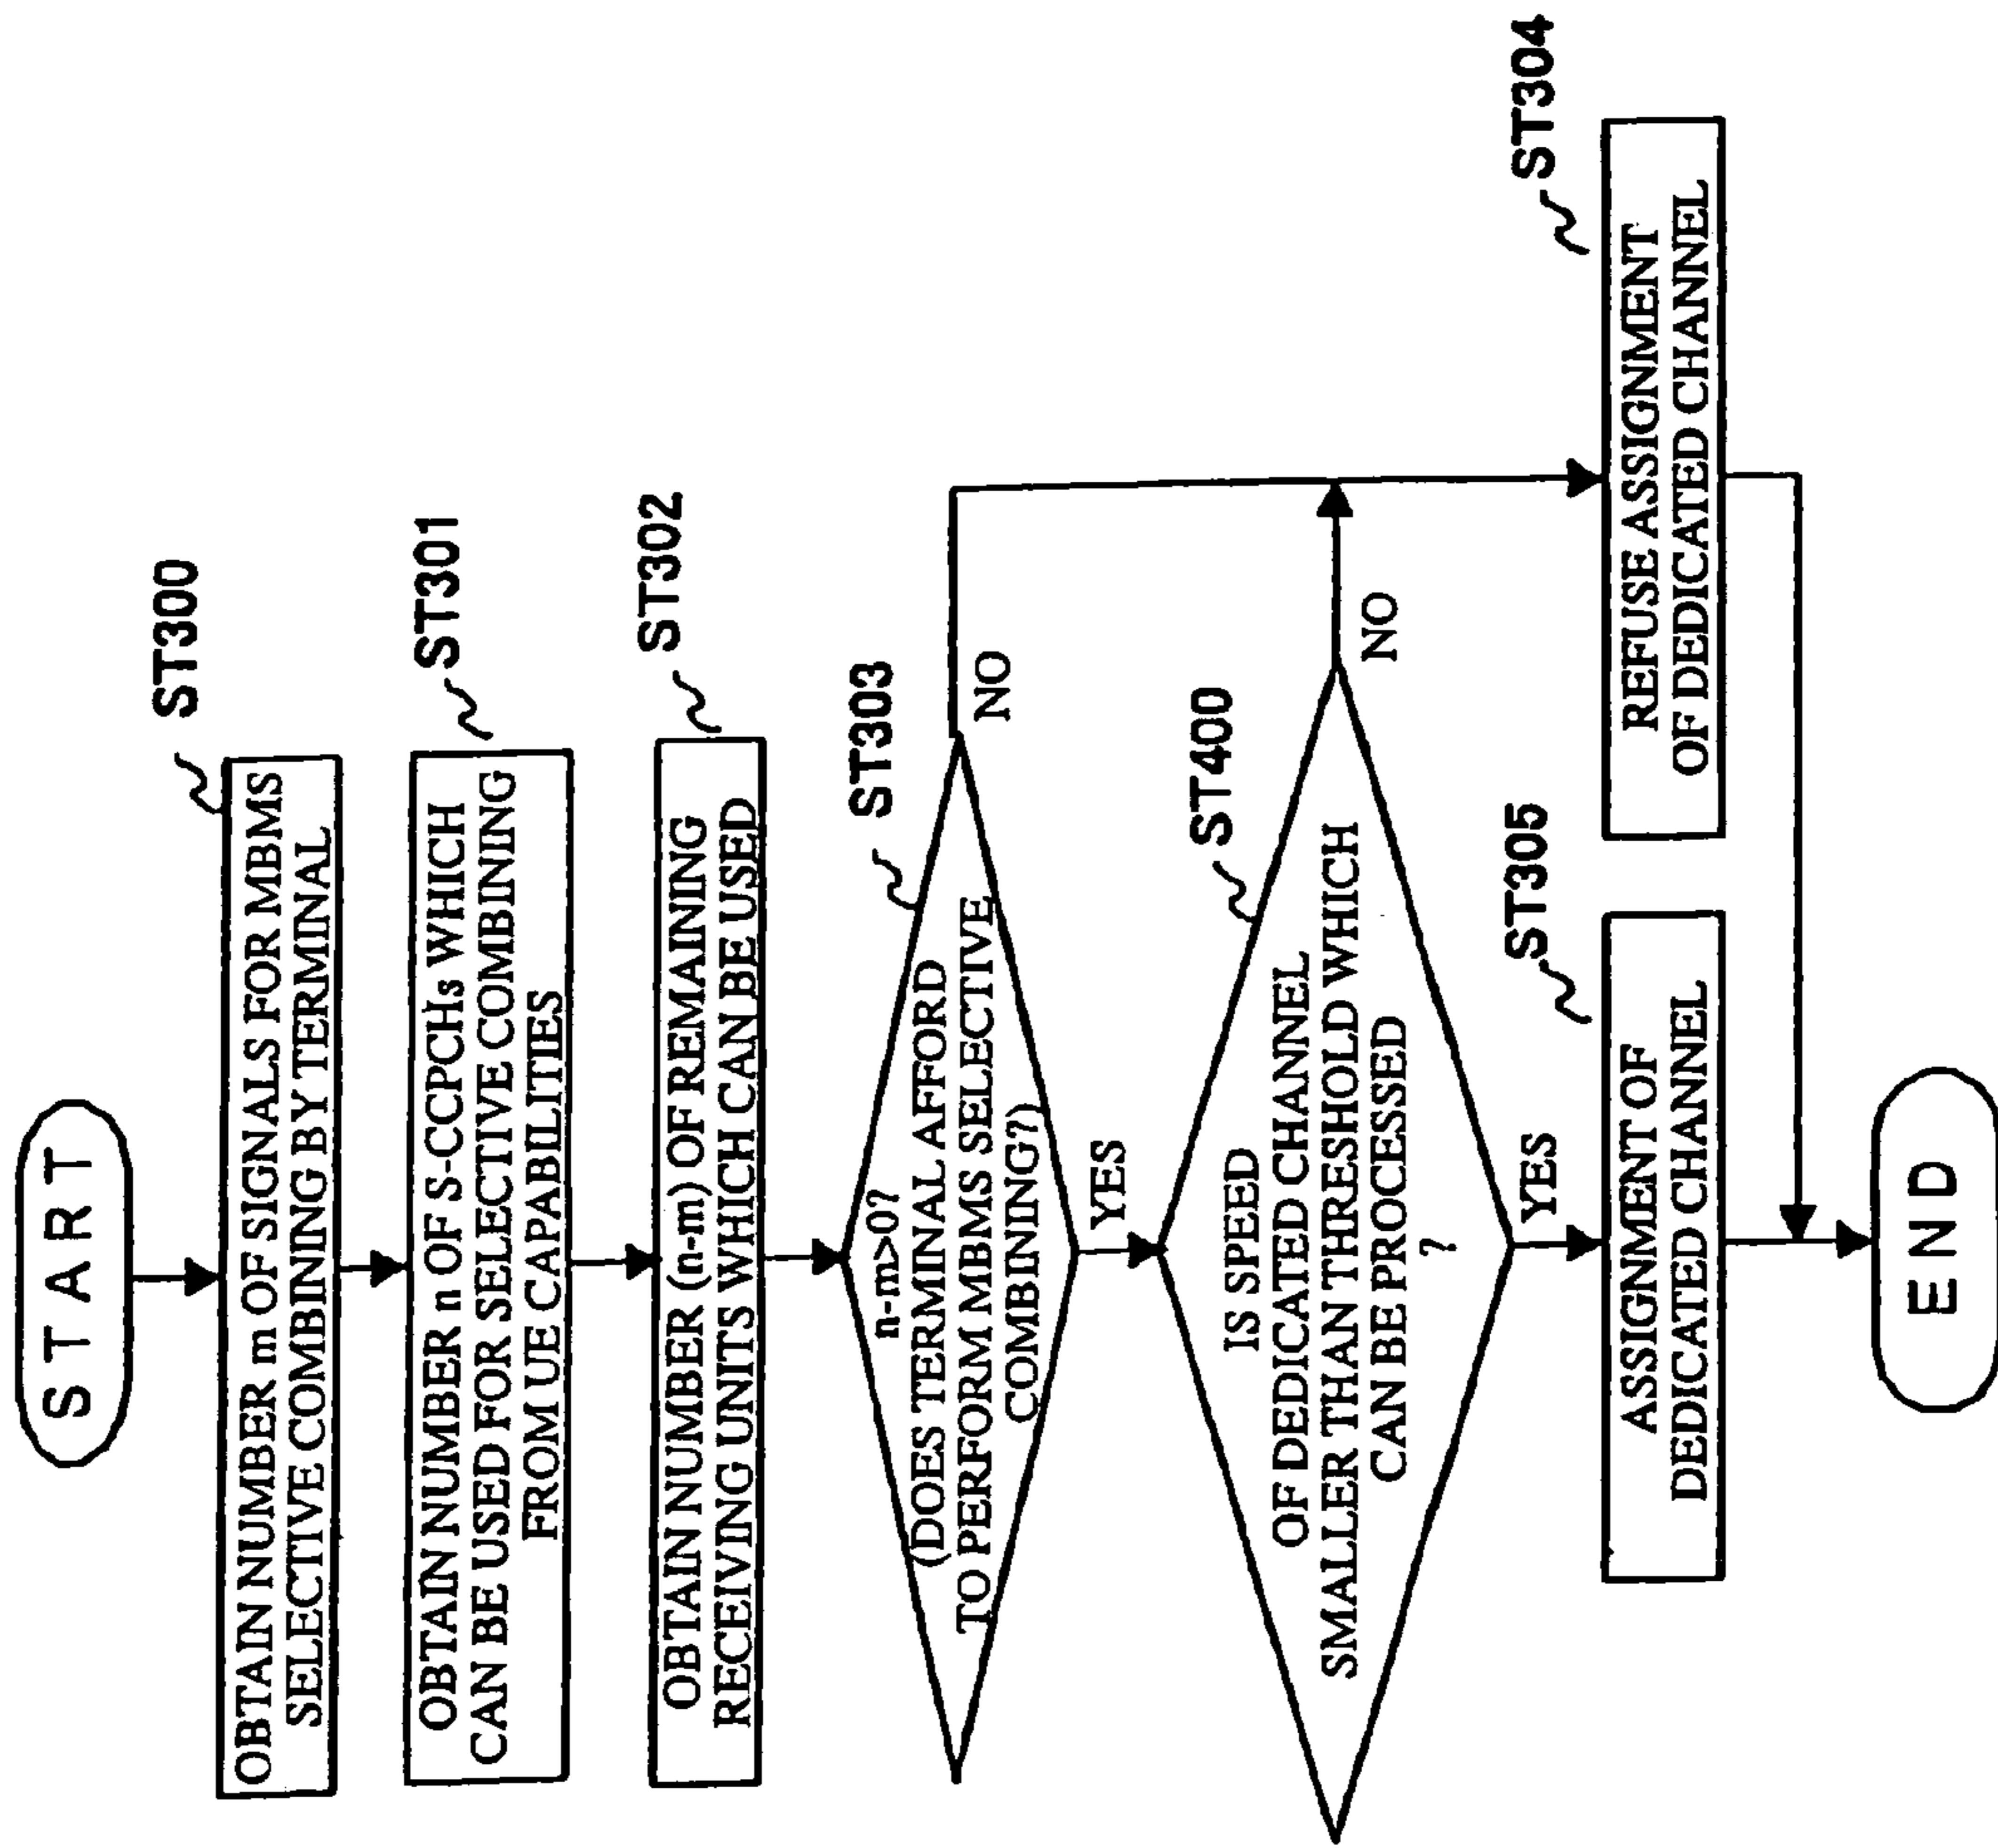 START
ST300
OBTAIN NUMBER m OF SIGNALS FOR MBMS
SELECTIVE COMBINING BY TERMINAL
ST301
OBTAIN NUMBER n OF S-CCPCHs WHICH
CAN BE USED FOR SELECTIVE COMBINING
FROM UE CAPABILITIES
ST302
OBTAIN NUMBER (n-m) OF REMAINING
RECEIVING UNITS WHICH CAN BE USED
ST303
n-m>0?
(DOES TERMINAL AFFORD
TO PERFORM MBMS SELECTIVE
COMBINING?)
NO
YES
ST400
IS SPEED
OF DEDICATED CHANNEL
SMALLER THAN THRESHOLD WHICH
CAN BE PROCESSED
?
NO
YES
ST305
ASSIGNMENT OF
DEDICATED CHANNEL
ST304
REFUSE ASSIGNMENT
OF DEDICATED CHANNEL
END